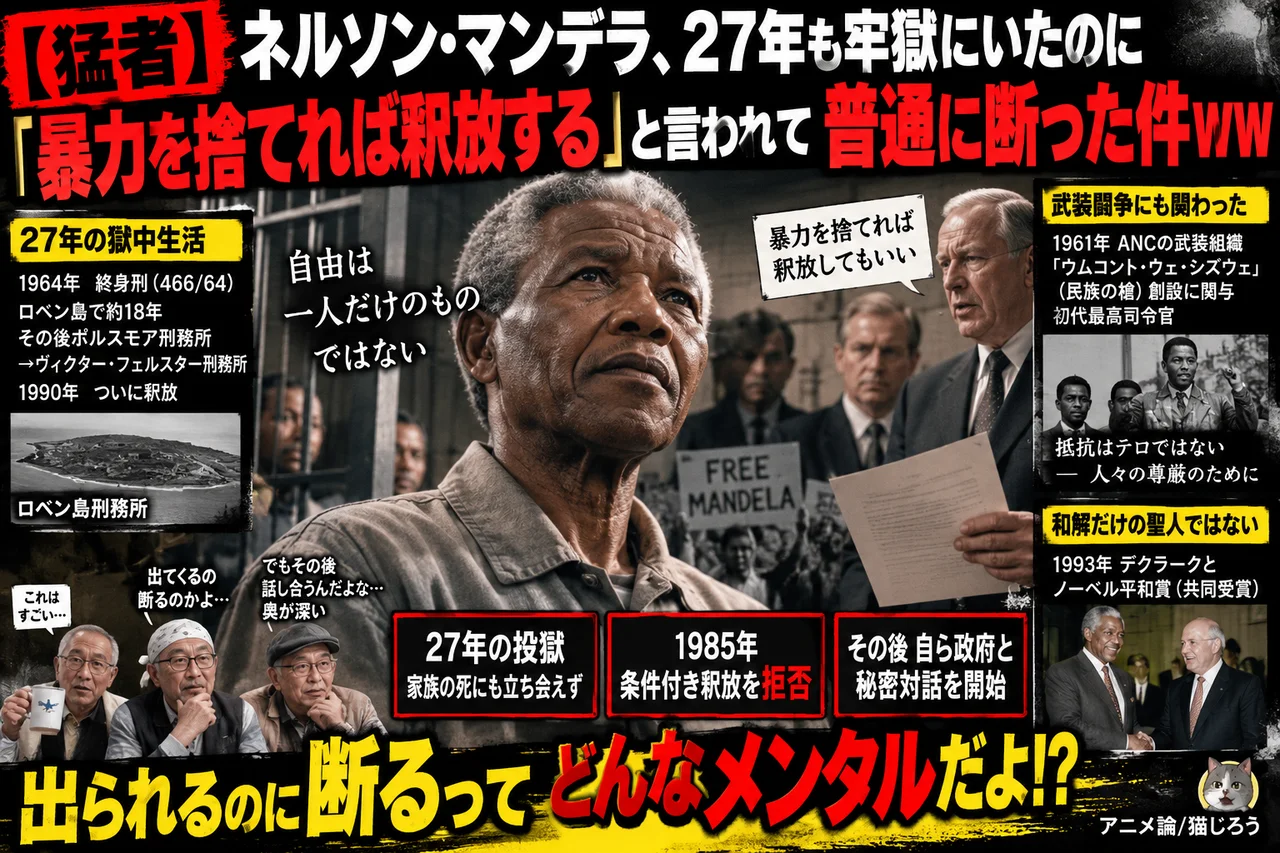 【猛者】ネルソン・マンデラ、27年も牢獄にいたのに
「暴力を捨てれば釈放する」と言われて普通に断った件ww
27年の獄中生活
1964年 終身刑(466/64)
ロベン島で約18年
その後ポルスモア刑務所
→ヴィクター・フェルスター刑務所
1990年 ついに釈放
ロベン島刑務所
自由は
一人だけのもの
ではない
暴力を捨てれば
釈放してもいい
FREE
MANDELA
武装闘争にも関わった
1961年 ANCの武装組織
「ウムコント・ウェ・シズウェ」
(民族の槍)創設に関与
初代最高司令官
抵抗はテロではない
― 人々の尊厳のために
和解だけの聖人ではない
1993年 デクラークと
ノーベル平和賞(共同受賞)
これは
すごい…
出てくるの
断るのかよ…
でもその後
話し合うんだよな…
奥が深い
27年の投獄
家族の死にも立ち会えず
1985年
条件付き釈放を拒否
その後 自ら政府と
秘密対話を開始
出られるのに断るってどんなメンタルだよ!?
アニメ論/猫じろう